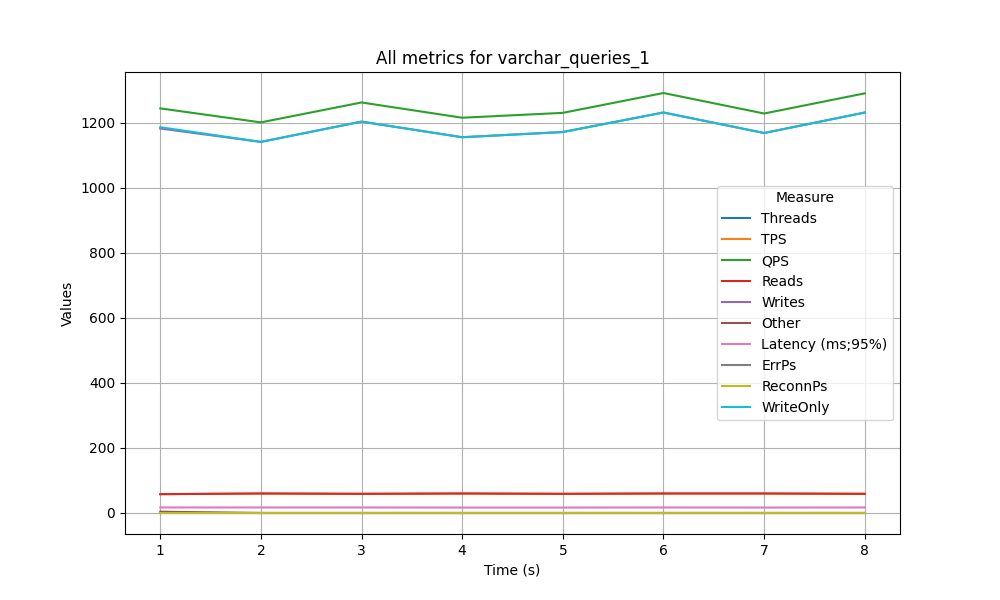 All metrics for varchar_queries_1
Values
1200
1000
800
600
400
200
0
Measure
Threads
TPS
QPS
Reads
Writes
Other
Latency (ms;95%)
ErrPs
ReconnPs
WriteOnly
1 2 3 4 5 6 7 8
Time (s)